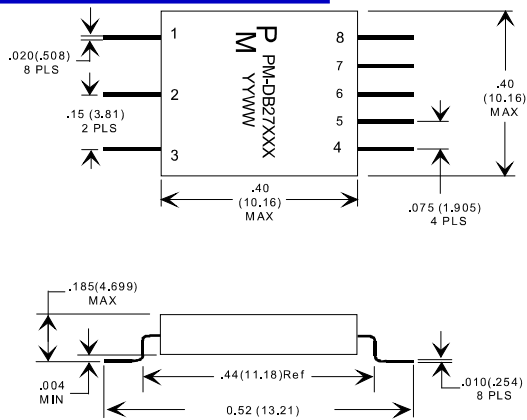 1
2
3
8
7
6
5
4
P
M
PM-DB27XXX
YYWW
.020(.508)
8 PLS
.15 (3.81)
2 PLS
.40
(10.16)
MAX
.40
(10.16)
MAX
.075 (1.905)
4 PLS
.185(4.699)
MAX
.004
MIN
.44(11.18)Ref
0.52 (13.21)
.010(.254)
8 PLS